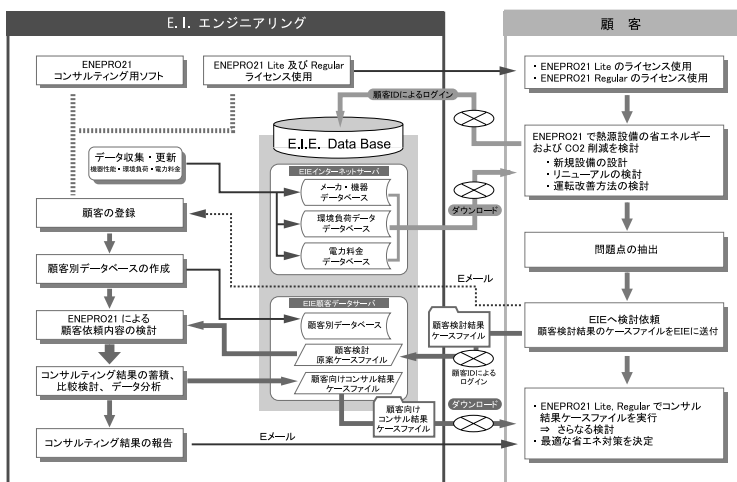 E.I. エンジニアリング
ENEPRO21
コンサルティング用ソフト
ENEPRO21 Lite 及び Regular
ライセンス使用
データ収集・更新
機器性能・環境負荷・電力料金
顧客の登録
顧客別データベースの作成
ENEPRO21 による
顧客依頼内容の検討
コンサルティング結果の蓄積、
比較検討、データ分析
コンサルティング結果の報告
顧客IDによるログイン
E.I.E. Data Base
EIEインターネットサーバ
メーカ・機器
データベース
環境負荷データ
データベース
電力料金
データベース
ダウンロード
Eメール
EIE顧客データサーバ
顧客別データベース
顧客検討
原案ケースファイル
顧客向けコンサル結果
ケースファイル
顧客検討結果
ケースファイル
顧客IDによる
ログイン
顧客向け
コンサル結果
ケースファイル
ダウンロード
Eメール
顧 客
・ENEPRO21 Lite のライセンス使用
・ENEPRO21 Regular のライセンス使用
ENEPRO21 で熱源設備の省エネルギー
および CO2 削減を検討
・新規設備の設計
・リニューアルの検討
・運転改善方法の検討
問題点の抽出
EIEへ検討依頼
顧客検討結果のケースファイルをEIEに送付
・ENEPRO21 Lite, Regular でコンサル
結果ケースファイルを実行
⇒ さらなる検討
・最適な省エネ対策を決定